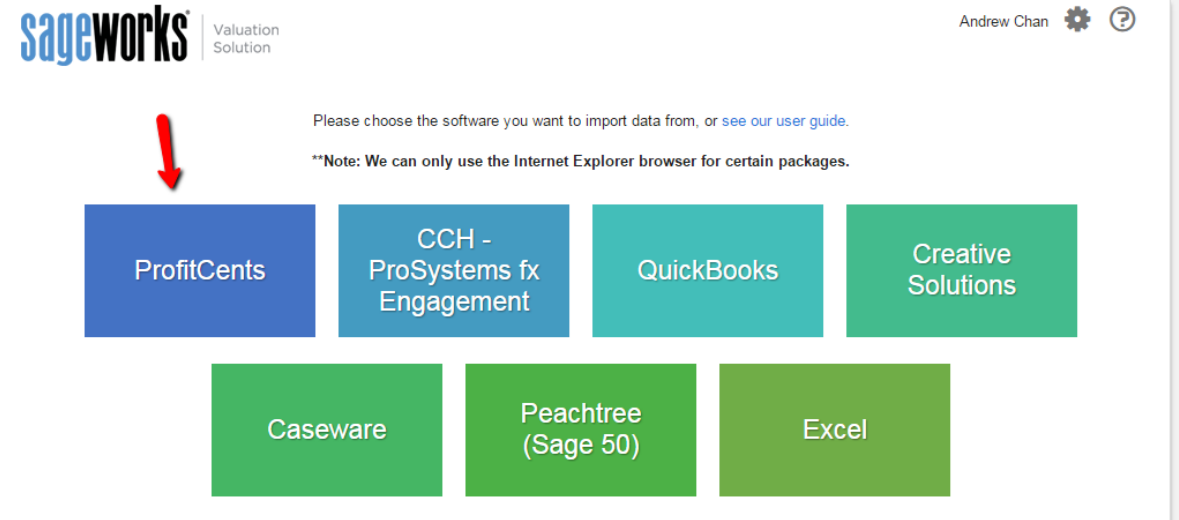 sageworks
Valuation
Solution
Andrew Chan
Please choose the software you want to import data from, or see our user guide.
**Note: We can only use the Internet Explorer browser for certain packages.
ProfitCents
CCH -
ProSystems fx
Engagement
QuickBooks
Creative
Solutions
Caseware
Peachtree
(Sage 50)
Excel